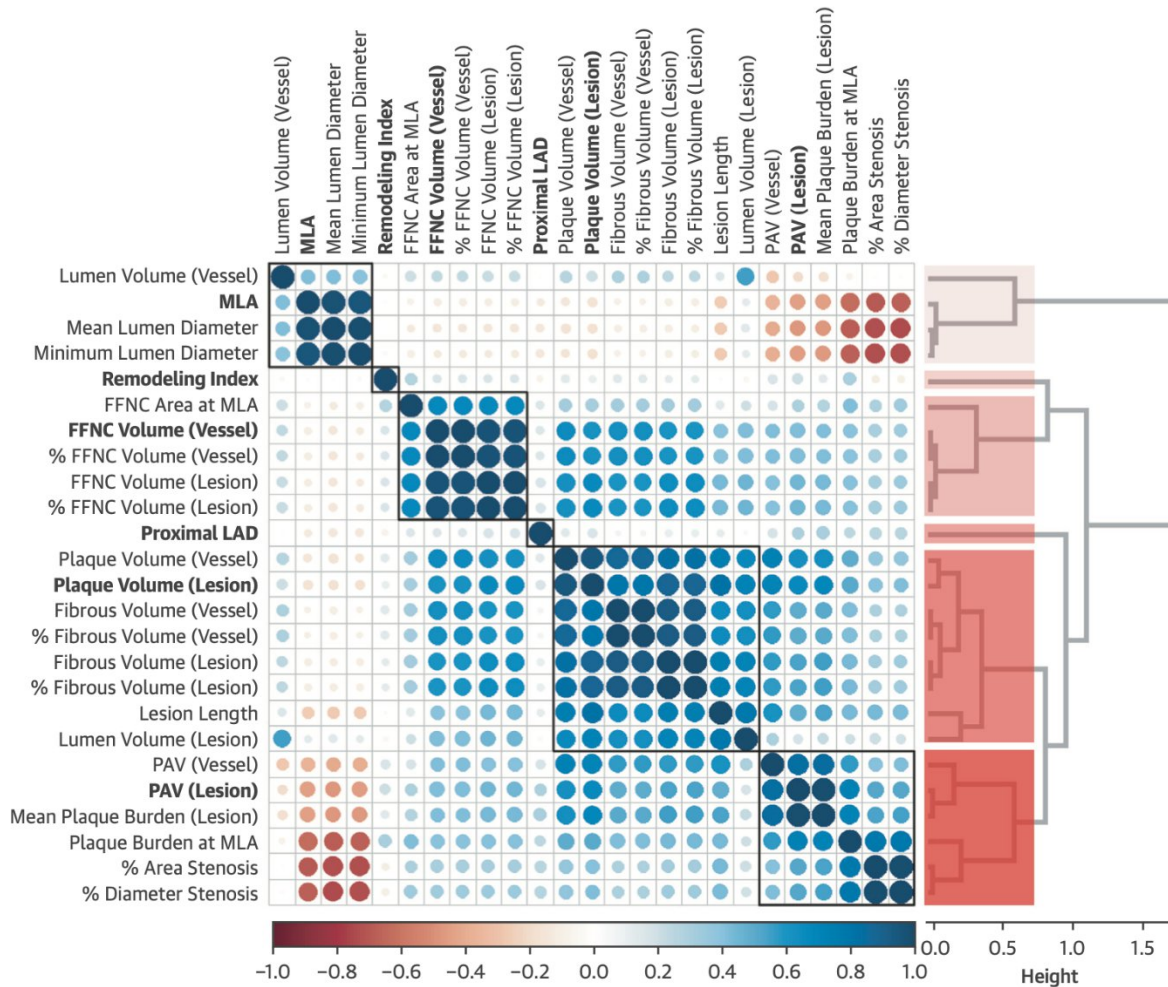 Lumen Volume (Vessel)
MLA
Mean Lumen Diameter
Minimum Lumen Diameter
Remodeling Index
FFNC Area at MLA
FFNC Volume (Vessel)
% FFNC Volume (Vessel)
FFNC Volume (Lesion)
% FFNC Volume (Lesion)
Proximal LAD
Plaque Volume (Vessel)
Plaque Volume (Lesion)
Fibrous Volume (Vessel)
% Fibrous Volume (Vessel)
Fibrous Volume (Lesion)
% Fibrous Volume (Lesion)
Lesion Length
Lumen Volume (Lesion)
PAV (Vessel)
PAV (Lesion)
Mean Plaque Burden (Lesion)
Plaque Burden at MLA
% Area Stenosis
% Diameter Stenosis
Lumen Volume (Vessel)
MLA
Mean Lumen Diameter
Minimum Lumen Diameter
Remodeling Index
FFNC Area at MLA
FFNC Volume (Vessel)
% FFNC Volume (Vessel)
FFNC Volume (Lesion)
% FFNC Volume (Lesion)
Proximal LAD
Plaque Volume (Vessel)
Plaque Volume (Lesion)
Fibrous Volume (Vessel)
% Fibrous Volume (Vessel)
Fibrous Volume (Lesion)
% Fibrous Volume (Lesion)
Lesion Length
Lumen Volume (Lesion)
PAV (Vessel)
PAV (Lesion)
Mean Plaque Burden (Lesion)
Plaque Burden at MLA
% Area Stenosis
% Diameter Stenosis
−1.0 −0.8 −0.6 −0.4 −0.2 0.0 0.2 0.4 0.6 0.8 1.0
0.0 0.5 1.0 1.5
Height